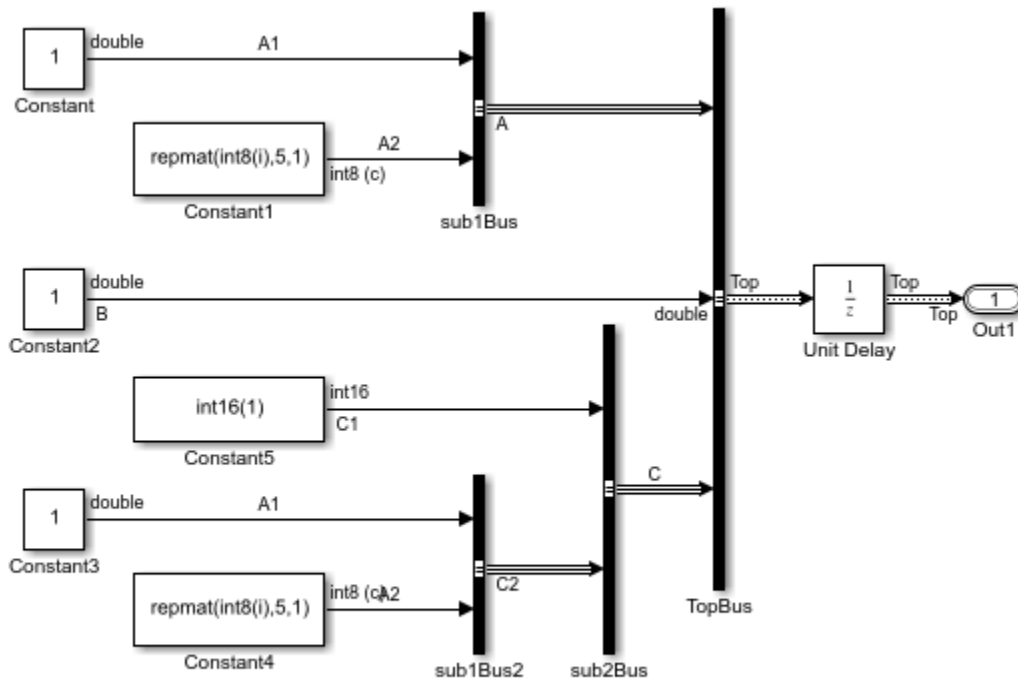 1
double
A1
Constant
repmat(int8(i),5,1)
A2
int8 (c)
Constant1
A
sub1Bus
1
double
B
Constant2
double
Top
1
z
Top
Top
Unit Delay
1
Out1
int16(1)
int16
C1
Constant5
C
1
double
A1
Constant3
repmat(int8(i),5,1)
int8 (c)
A2
Constant4
C2
sub1Bus2
sub2Bus
TopBus